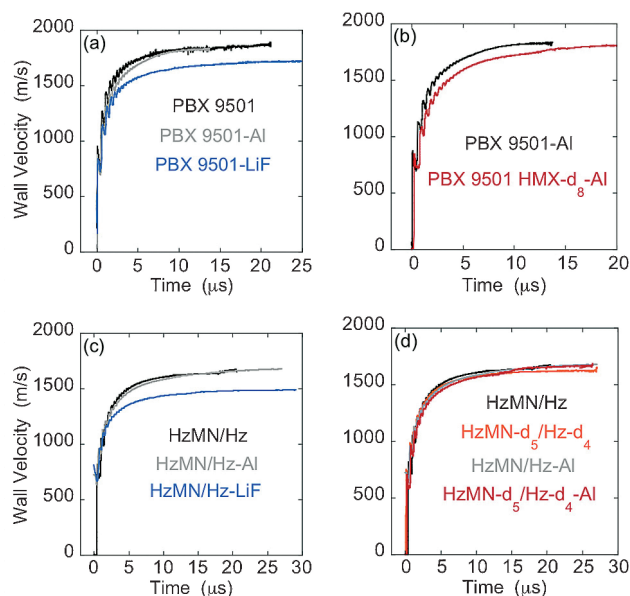 (a)
2000
1500
1000
500
0
Wall Velocity (m/s)
PBX 9501
PBX 9501-Al
PBX 9501-LiF
0 5 10 15 20 25
Time (μs)
(b)
2000
1500
1000
500
0
PBX 9501-Al
PBX 9501 HMX-d8-Al
0 5 10 15 20
Time (μs)
(c)
2000
1500
1000
500
0
Wall Velocity (m/s)
HzMN/Hz
HzMN/Hz-Al
HzMN/Hz-LiF
0 5 10 15 20 25 30
Time (μs)
(d)
2000
1500
1000
500
0
HzMN/Hz
HzMN-d5/Hz-d4
HzMN/Hz-Al
HzMN-d5/Hz-d4-Al
0 5 10 15 20 25 30
Time (μs)